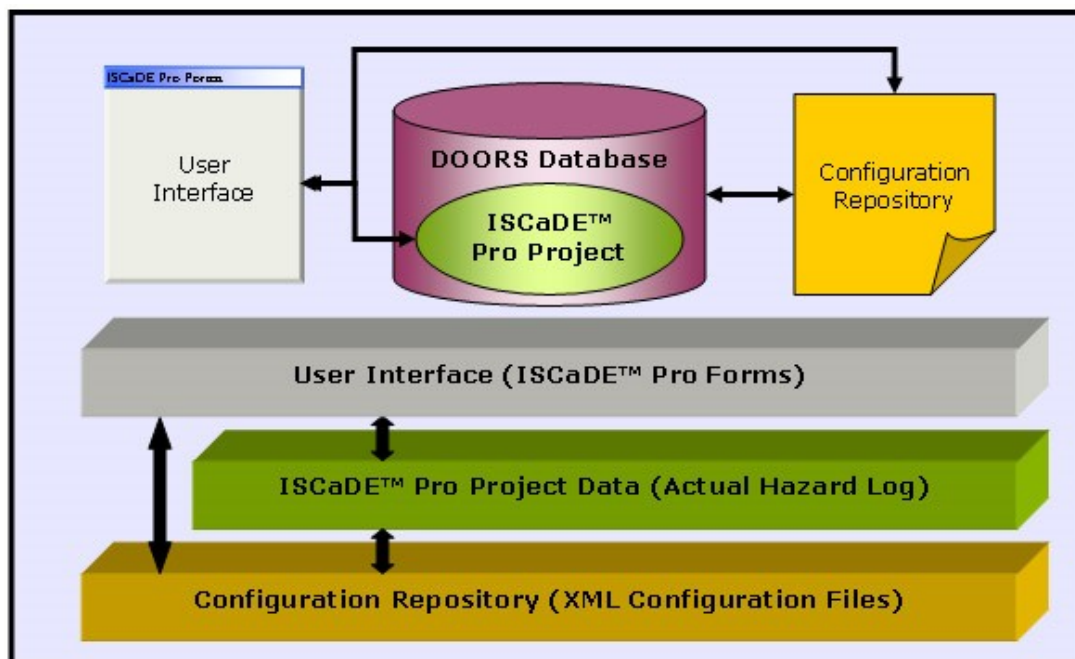 ISCaDE Pro Forms
User
Interface
DOORS Database
ISCaDE™
Pro Project
Configuration
Repository
User Interface (ISCaDE™ Pro Forms)
ISCaDE™ Pro Project Data (Actual Hazard Log)
Configuration Repository (XML Configuration Files)